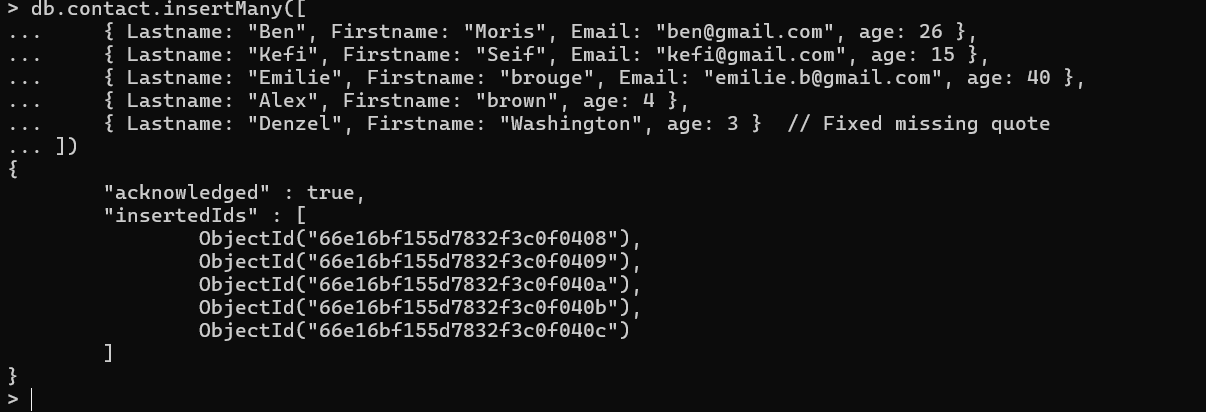 > db.contact.insertMany([
...     { Lastname: "Ben", Firstname: "Moris", Email: "ben@gmail.com", age: 26 },
...     { Lastname: "Kefi", Firstname: "Seif", Email: "kefi@gmail.com", age: 15 },
...     { Lastname: "Emilie", Firstname: "brouge", Email: "emilie.b@gmail.com", age: 40 },
...     { Lastname: "Alex", Firstname: "brown", age: 4 },
...     { Lastname: "Denzel", Firstname: "Washington", age: 3 }  // Fixed missing quote
... ])
{
        "acknowledged" : true,
        "insertedIds" : [
                ObjectId("66e16bf155d7832f3c0f0408"),
                ObjectId("66e16bf155d7832f3c0f0409"),
                ObjectId("66e16bf155d7832f3c0f040a"),
                ObjectId("66e16bf155d7832f3c0f040b"),
                ObjectId("66e16bf155d7832f3c0f040c")
        ]
}
>